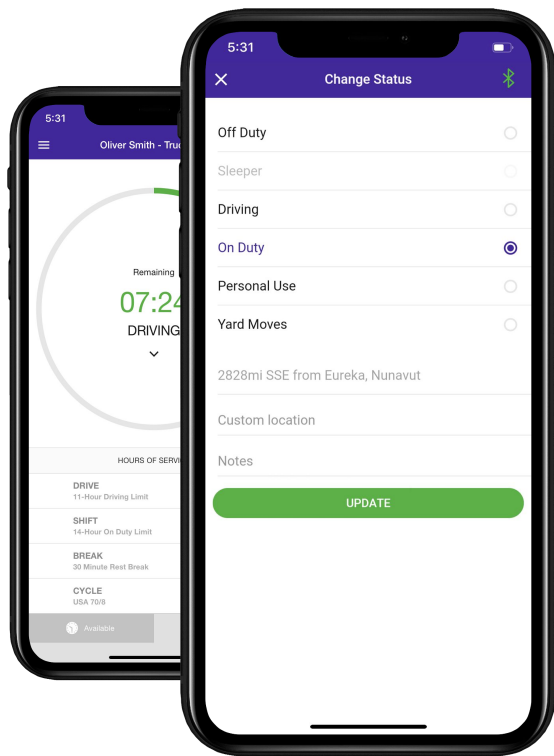 5:31
Oliver Smith - Truc
Remaining
07:24
DRIVING
HOURS OF SERVI
DRIVE
11-Hour Driving Limit
SHIFT
14-Hour On Duty Limit
BREAK
30 Minute Rest Break
CYCLE
USA 70/8
Available
5:31
Change Status
Off Duty
Sleeper
Driving
On Duty
Personal Use
Yard Moves
2828mi SSE from Eureka, Nunavut
Custom location
Notes
UPDATE